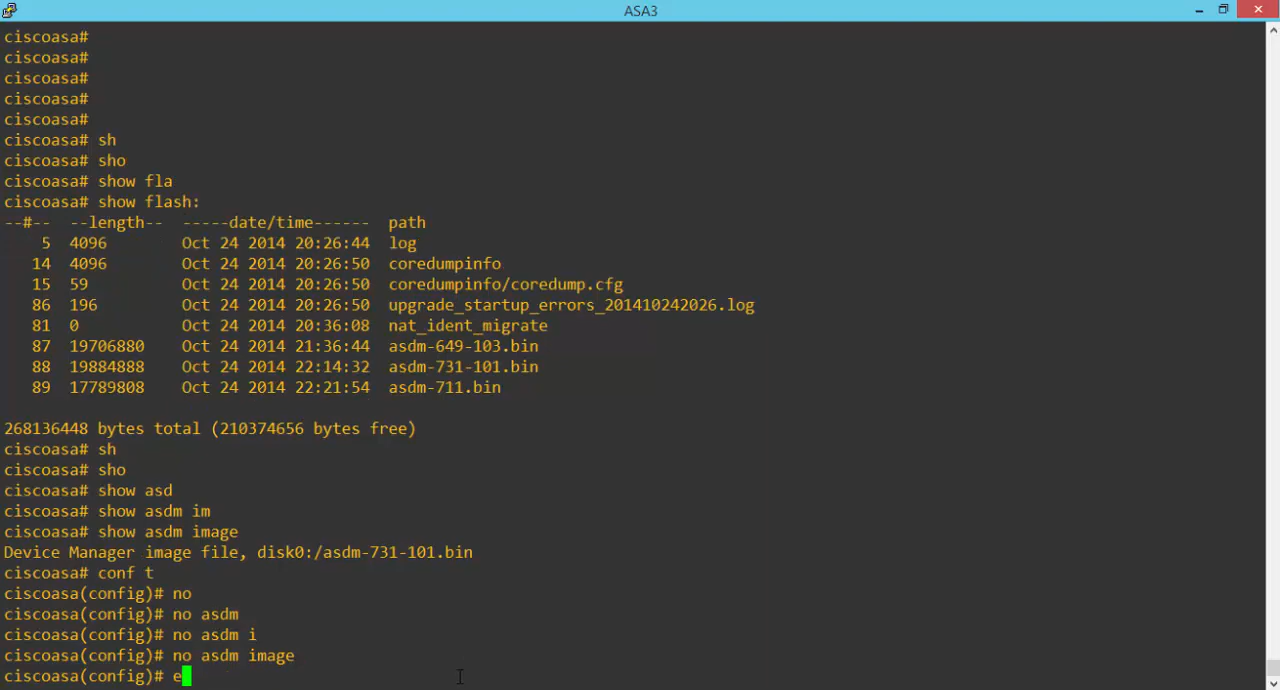 ASA3
ciscoasa#
ciscoasa#
ciscoasa#
ciscoasa#
ciscoasa#
ciscoasa# sh
ciscoasa# sho
ciscoasa# show fla
ciscoasa# show flash:
--#-- --length-- -----date/time------ path
5 4096 Oct 24 2014 20:26:44 log
14 4096 Oct 24 2014 20:26:50 coredumpinfo
15 59 Oct 24 2014 20:26:50 coredumpinfo/coredump.cfg
86 196 Oct 24 2014 20:26:50 upgrade_startup_errors_201410242026.log
81 0 Oct 24 2014 20:36:08 nat_ident_migrate
87 19706880 Oct 24 2014 21:36:44 asdm-649-103.bin
88 19884888 Oct 24 2014 22:14:32 asdm-731-101.bin
89 17789808 Oct 24 2014 22:21:54 asdm-711.bin
268136448 bytes total (210374656 bytes free)
ciscoasa# sh
ciscoasa# sho
ciscoasa# show asd
ciscoasa# show asdm im
ciscoasa# show asdm image
Device Manager image file, disk0:/asdm-731-101.bin
ciscoasa# conf t
ciscoasa(config)# no
ciscoasa(config)# no asdm
ciscoasa(config)# no asdm i
ciscoasa(config)# no asdm image
ciscoasa(config)# e